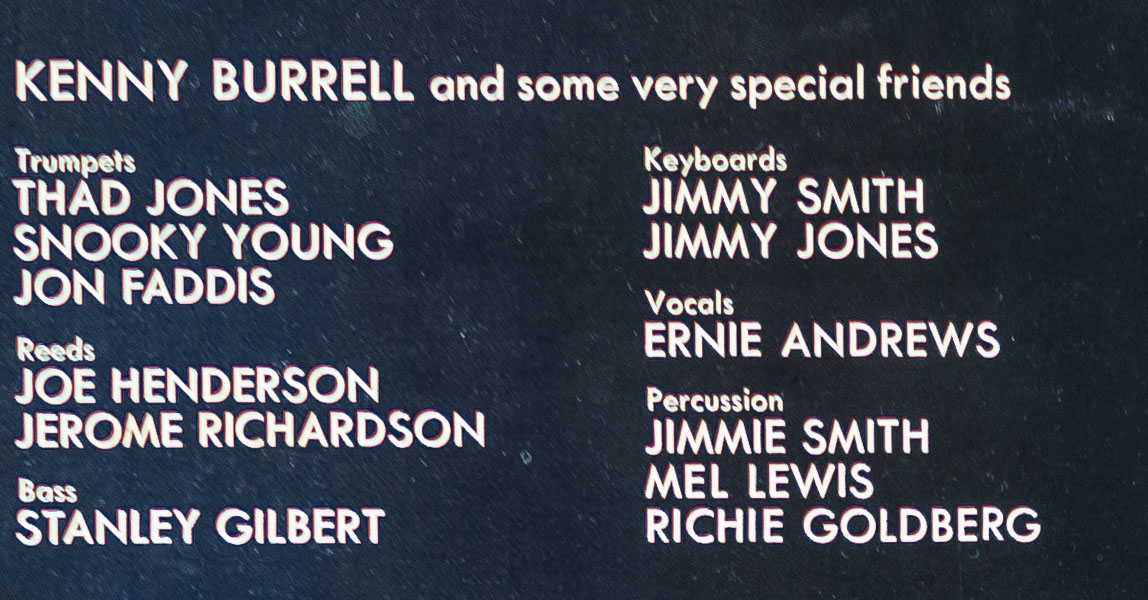 KENNY BURRELL and some very special friends
Trumpets
THAD JONES
SNOOKY YOUNG
JON FADDIS
Reeds
JOE HENDERSON
JEROME RICHARDSON
Bass
STANLEY GILBERT
Keyboards
JIMMY SMITH
JIMMY JONES
Vocals
ERNIE ANDREWS
Percussion
JIMMIE SMITH
MEL LEWIS
RICHIE GOLDBERG